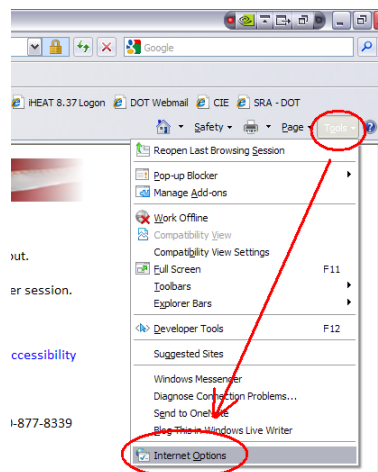 Google
iHEAT 8.37 Logon DOT Webmail CIE SRA - DOT
Safety Page Tools
Reopen Last Browsing Session
Pop-up Blocker
Manage Add-ons
Work Offline
Compatibility View
Compatibility View Settings
Full Screen F11
Toolbars
Explorer Bars
Developer Tools F12
Suggested Sites
Windows Messenger
Diagnose Connection Problems...
Send to OneNote
Blog This in Windows Live Writer
Internet Options
out.
er session.
ccessibility
)-877-8339